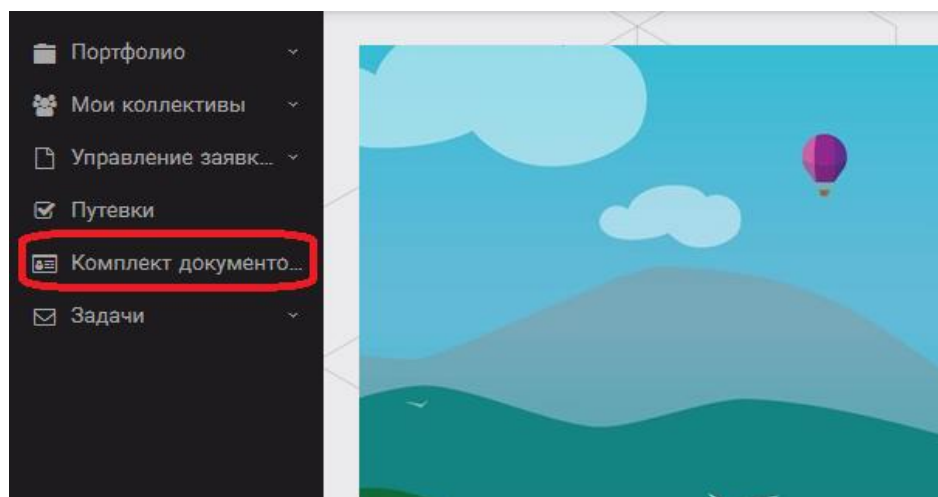 Портфолио
Мои коллективы
Управление заявк...
Путевки
Комплект документо...
Задачи